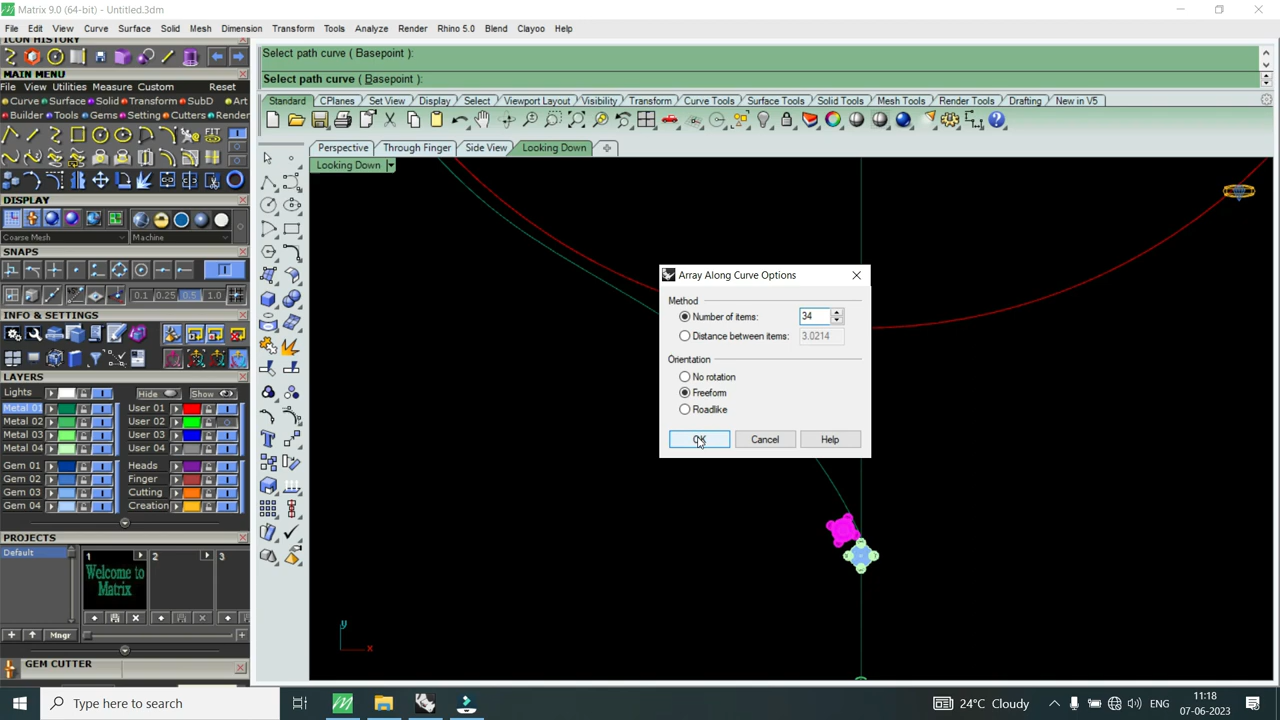 Matrix 9.0 (64-bit) - Untitled.3dm
File Edit View Curve Surface Solid Mesh Dimension Transform Tools Analyze Render Rhino 5.0 Blend Clayoo Help
ICON HISTORY
Select path curve ( Basepoint ):
Select path curve ( Basepoint ):
MAIN MENU
File View Utilities Measure Custom Reset
Curve Surface Solid Transform SubD Art
Builder Tools Gems Setting Cutters Render
Standard CPlanes Set View Display Select Viewport Layout Visibility Transform Curve Tools Surface Tools Solid Tools Mesh Tools Render Tools Drafting New in V5
Perspective Through Finger Side View Looking Down
Looking Down
DISPLAY
Coarse Mesh Machine
SNAPS
0.1 0.25 0.5 1.0
INFO & SETTINGS
LAYERS
Lights Hide Show
Metal 01 User 01
Metal 02 User 02
Metal 03 User 03
Metal 04 User 04
Gem 01 Heads
Gem 02 Finger
Gem 03 Cutting
Gem 04 Creation
PROJECTS
Default
1 2 3
Welcome to Matrix
Mngr
GEM CUTTER
Array Along Curve Options
Method
Number of items: 34
Distance between items: 3.0214
Orientation
No rotation
Freeform
Roadlike
OK Cancel Help
y
x
Type here to search
24°C Cloudy
ENG
11:18
07-06-2023